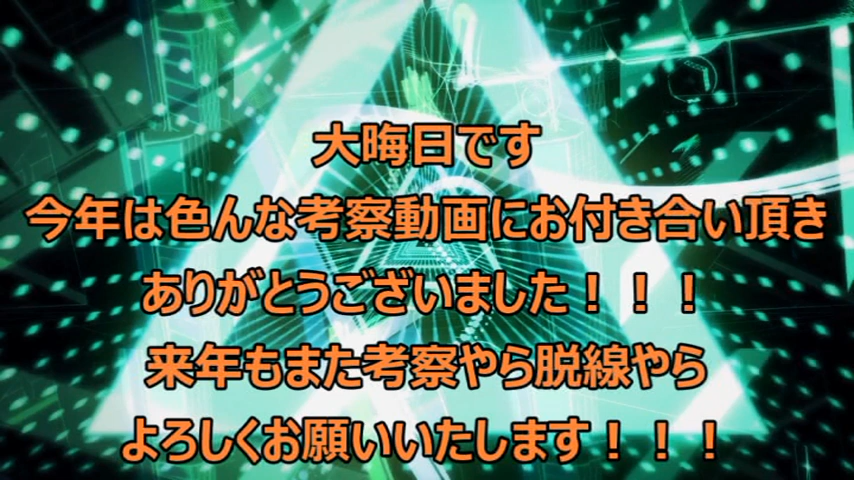 大晦日です
今年は色んな考察動画にお付き合い頂き
ありがとうございました！！！
来年もまた考察やら脱線やら
よろしくお願いいたします！！！